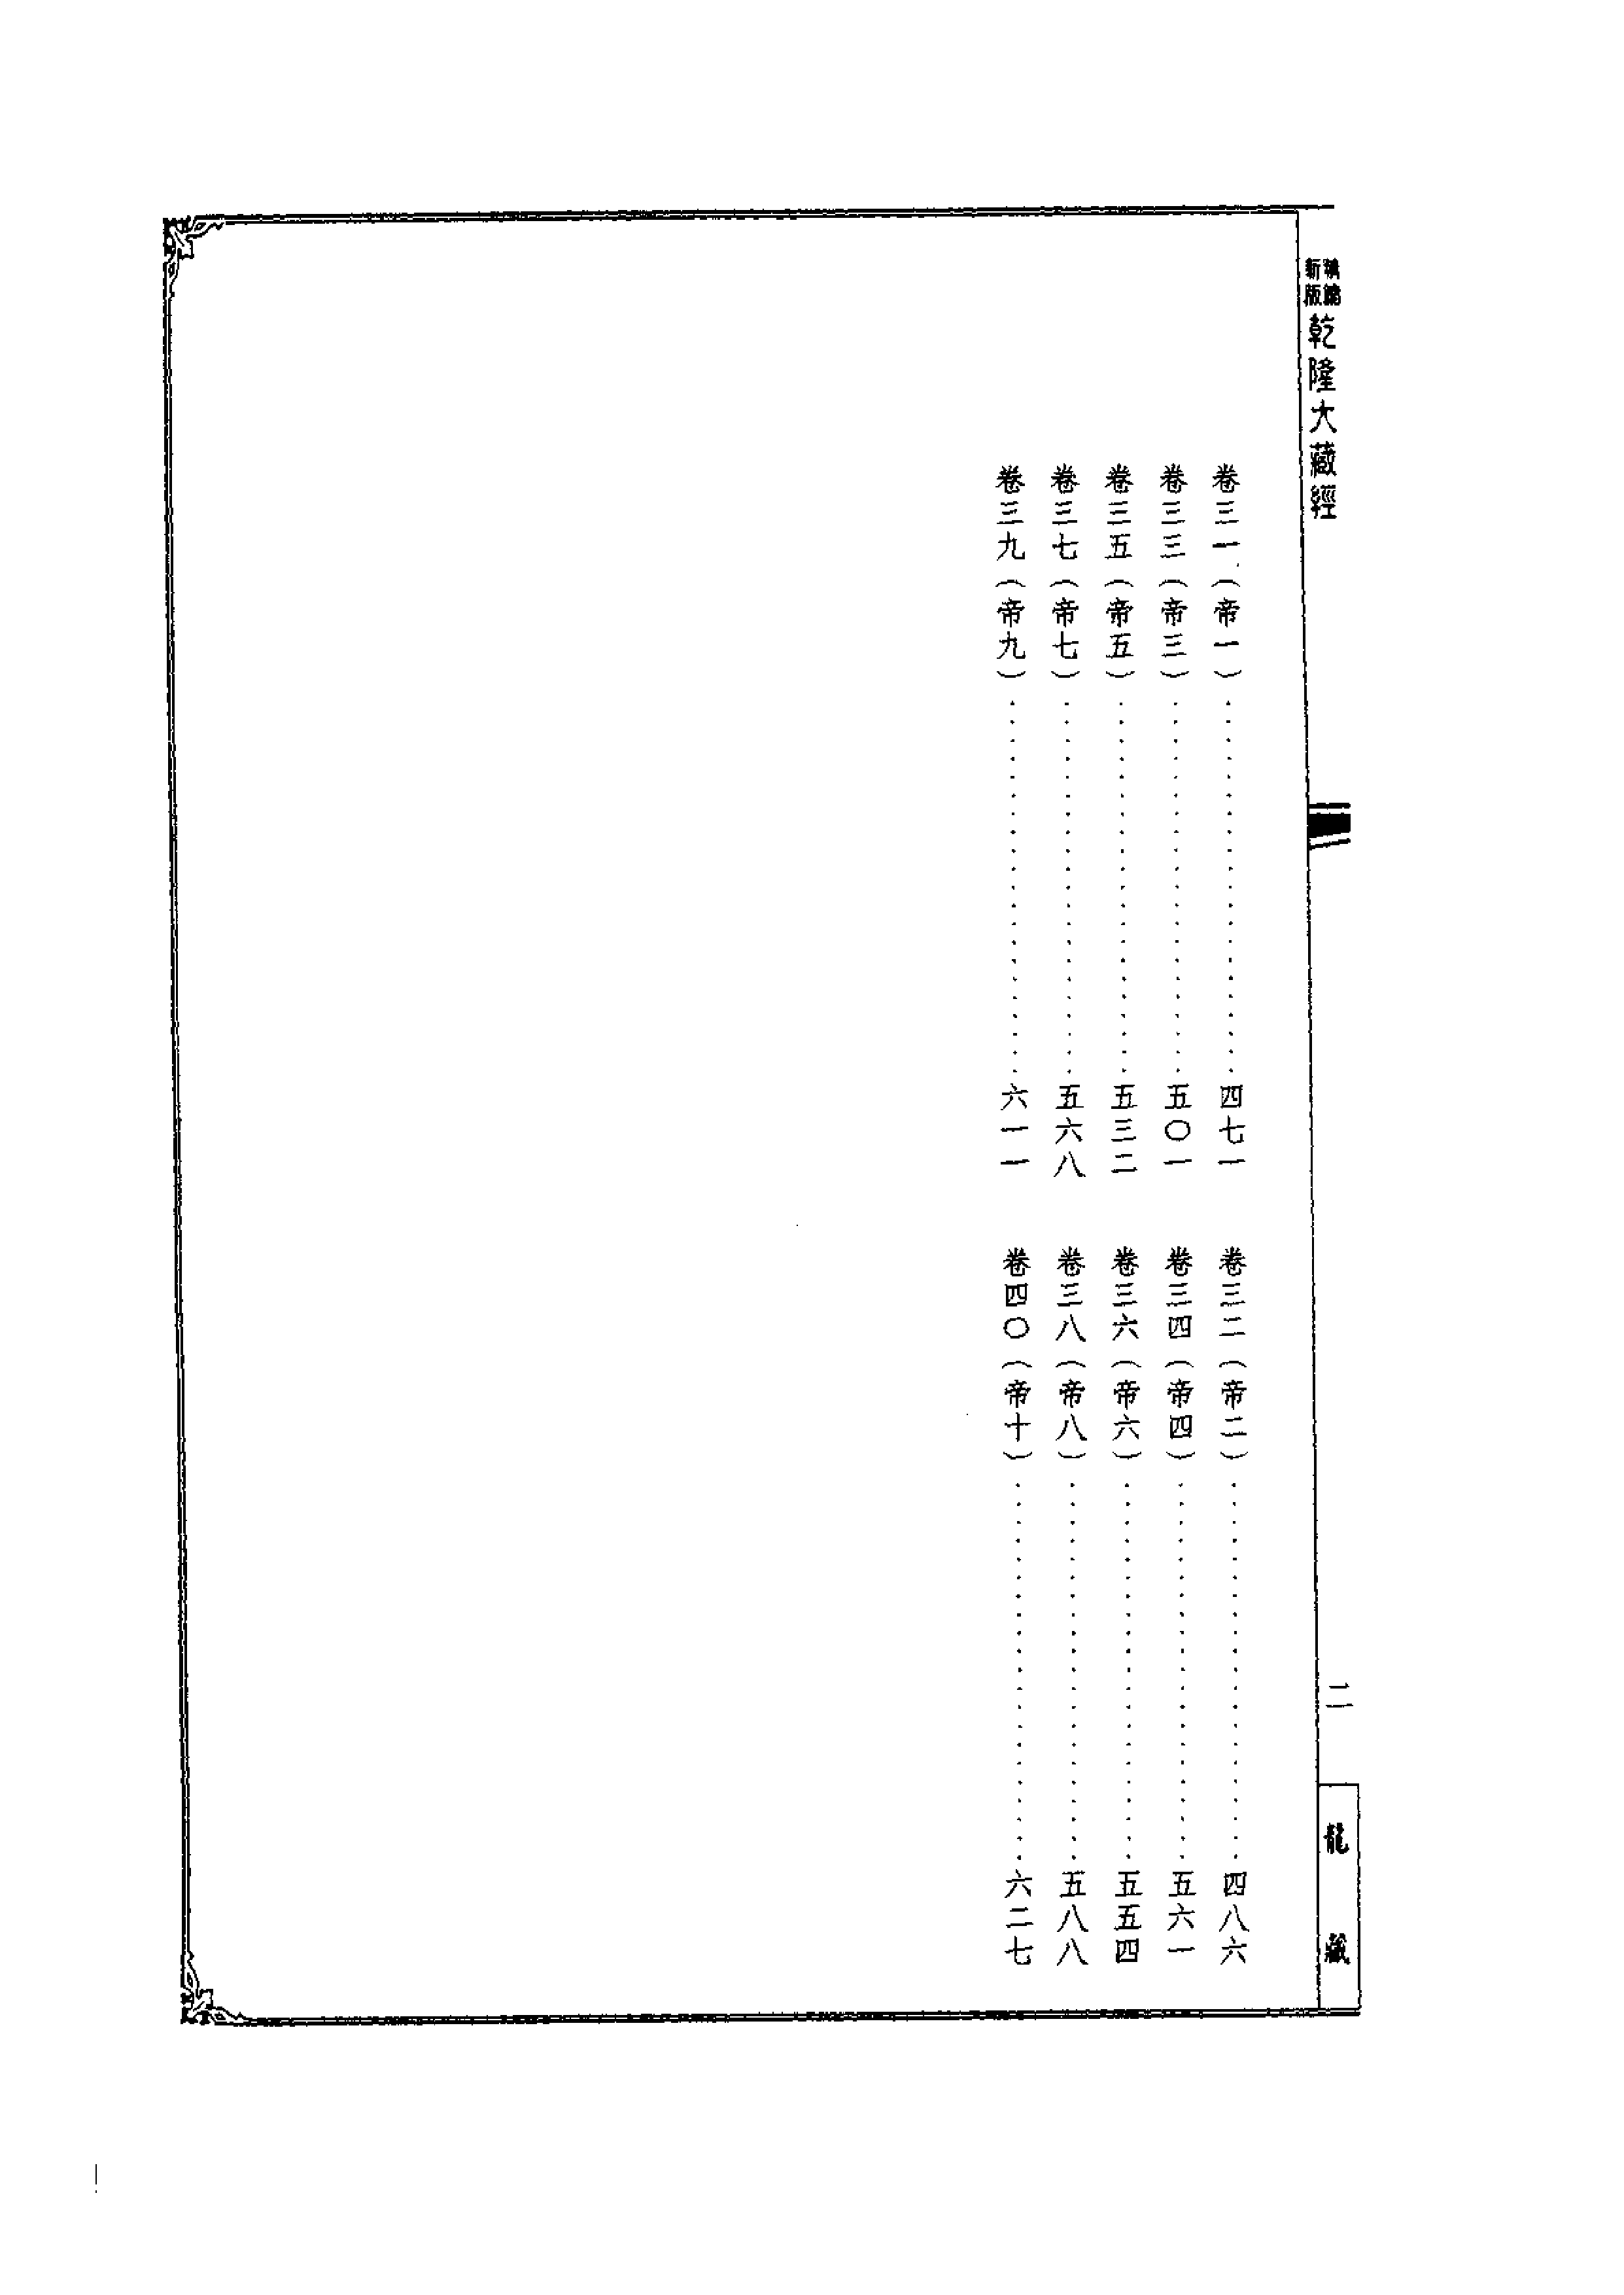 新版
乾隆大藏經
二
龍藏
卷三一(帝一)······················四七一
卷三二(帝二)······················四八六
卷三三(帝三)······················五〇一
卷三四(帝四)······················五六一
卷三五(帝五)······················五三二
卷三六(帝六)······················五五四
卷三七(帝七)······················五六八
卷三八(帝八)······················五八八
卷三九(帝九)······················六一一
卷四〇(帝十)······················六二七